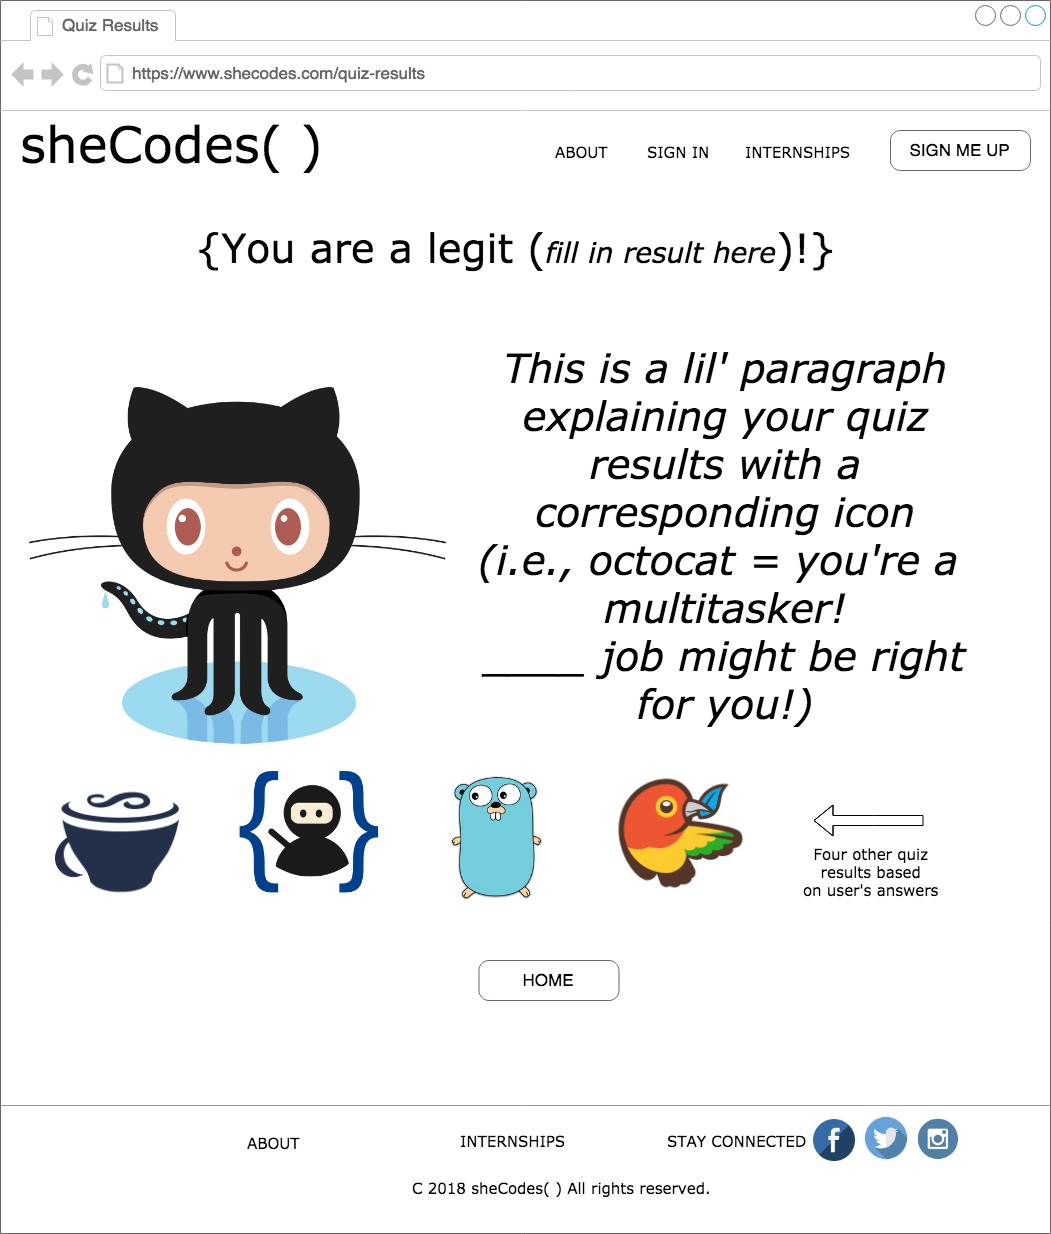 Quiz Results
https://www.shecodes.com/quiz-results
sheCodes( )
ABOUT
SIGN IN
INTERNSHIPS
SIGN ME UP
{You are a legit (fill in result here)!}
This is a lil' paragraph
explaining your quiz
results with a
corresponding icon
(i.e., octocat = you're a
multitasker!
____ job might be right
for you!)
{ }
Four other quiz
results based
on user's answers
HOME
ABOUT
INTERNSHIPS
STAY CONNECTED
f
C 2018 sheCodes( ) All rights reserved.